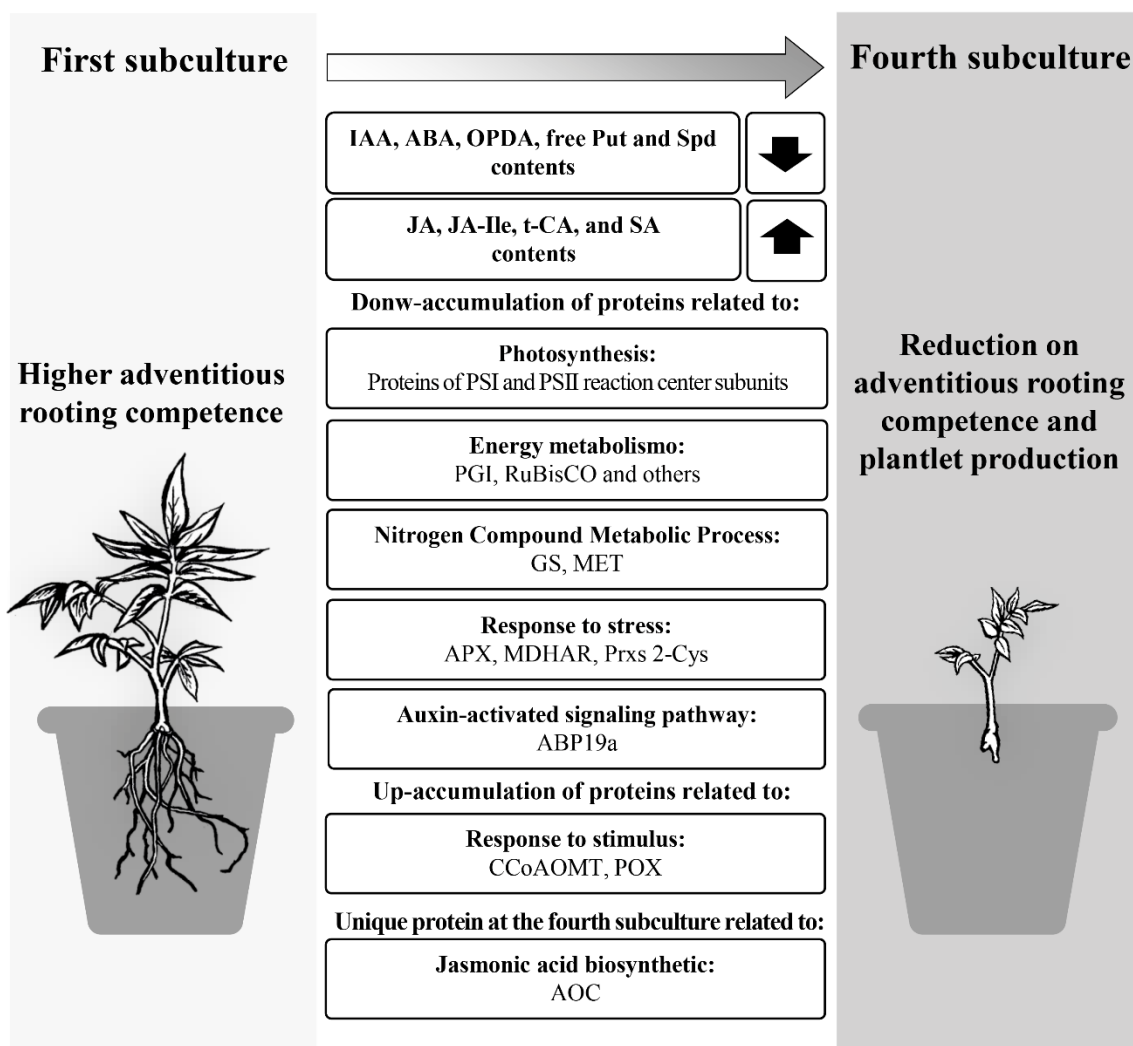 First subculture
Fourth subculture
IAA, ABA, OPDA, free Put and Spd
contents
JA, JA-Ile, t-CA, and SA
contents
Donw-accumulation of proteins related to:
Photosynthesis:
Proteins of PSI and PSII reaction center subunits
Energy metabolismo:
PGI, RuBisCO and others
Nitrogen Compound Metabolic Process:
GS, MET
Response to stress:
APX, MDHAR, Prxs 2-Cys
Auxin-activated signaling pathway:
ABP19a
Up-accumulation of proteins related to:
Response to stimulus:
CCoAOMT, POX
Unique protein at the fourth subculture related to:
Jasmonic acid biosynthetic:
AOC
Higher adventitious
rooting competence
Reduction on
adventitious rooting
competence and
plantlet production